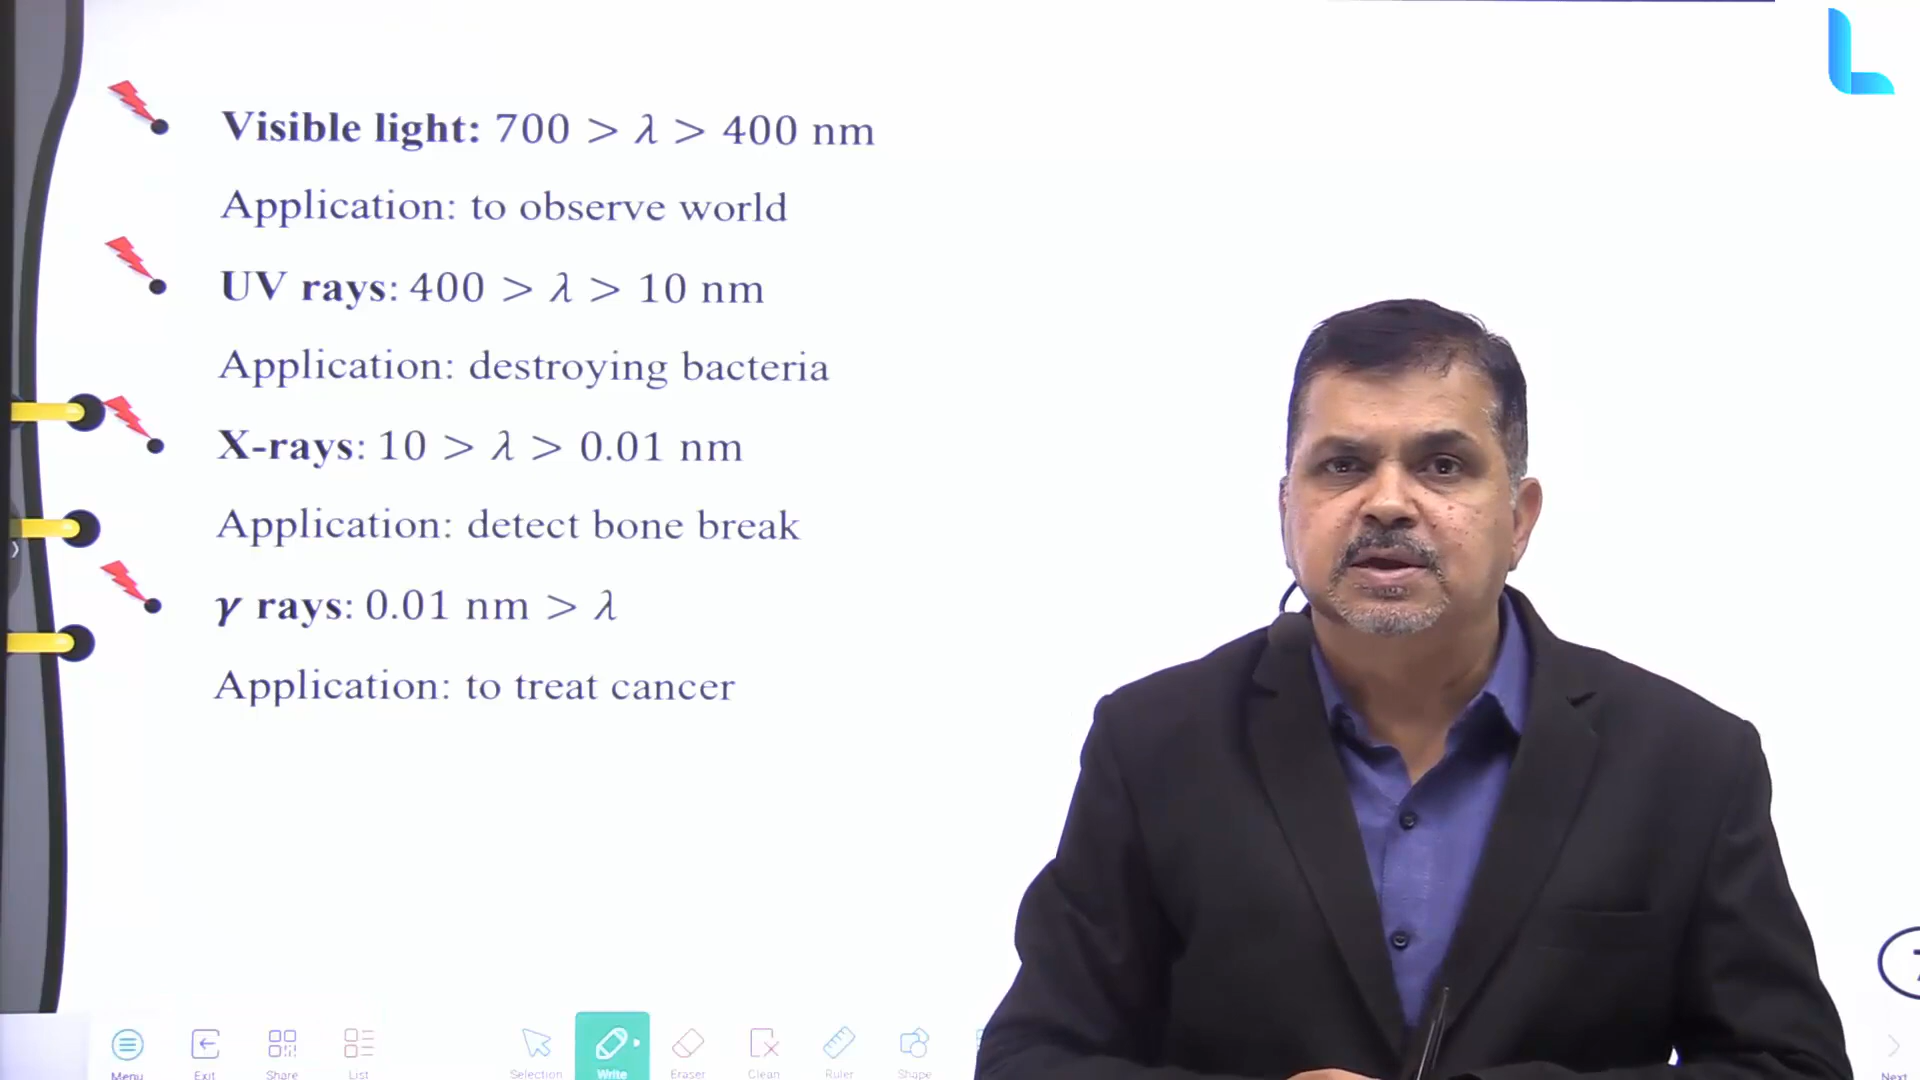 Visible light: 700 > λ > 400 nm
Application: to observe world
UV rays: 400 > λ > 10 nm
Application: destroying bacteria
X-rays: 10 > λ > 0.01 nm
Application: detect bone break
γ rays: 0.01 nm > λ
Application: to treat cancer
Menu Exit Share List Selection Write Eraser Clean Ruler Shape Next